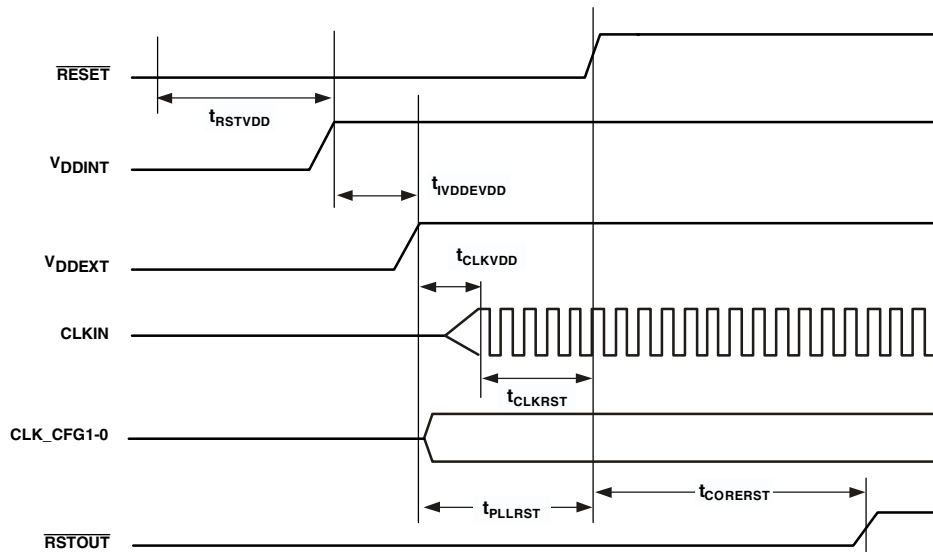 RESET
tRSTVDD
VDDINT
tIVDDEVDD
VDDEXT
tCLKVDD
CLKIN
tCLKRST
CLK_CFG1-0
tCORERST
tPLLRST
RSTOUT